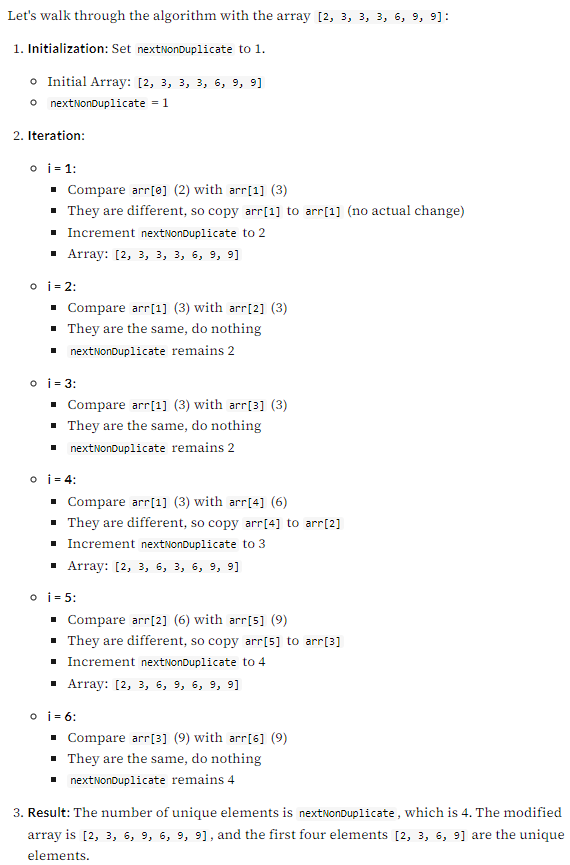 Let's walk through the algorithm with the array [2, 3, 3, 3, 6, 9, 9]:
1. Initialization: Set nextNonDuplicate to 1.
○ Initial Array: [2, 3, 3, 3, 6, 9, 9]
○ nextNonDuplicate = 1
2. Iteration:
○ i = 1:
▪ Compare arr[0] (2) with arr[1] (3)
▪ They are different, so copy arr[1] to arr[1] (no actual change)
▪ Increment nextNonDuplicate to 2
▪ Array: [2, 3, 3, 3, 6, 9, 9]
○ i = 2:
▪ Compare arr[1] (3) with arr[2] (3)
▪ They are the same, do nothing
▪ nextNonDuplicate remains 2
○ i = 3:
▪ Compare arr[1] (3) with arr[3] (3)
▪ They are the same, do nothing
▪ nextNonDuplicate remains 2
○ i = 4:
▪ Compare arr[1] (3) with arr[4] (6)
▪ They are different, so copy arr[4] to arr[2]
▪ Increment nextNonDuplicate to 3
▪ Array: [2, 3, 6, 3, 6, 9, 9]
○ i = 5:
▪ Compare arr[2] (6) with arr[5] (9)
▪ They are different, so copy arr[5] to arr[3]
▪ Increment nextNonDuplicate to 4
▪ Array: [2, 3, 6, 9, 6, 9, 9]
○ i = 6:
▪ Compare arr[3] (9) with arr[6] (9)
▪ They are the same, do nothing
▪ nextNonDuplicate remains 4
3. Result: The number of unique elements is nextNonDuplicate, which is 4. The modified
array is [2, 3, 6, 9, 6, 9, 9], and the first four elements [2, 3, 6, 9] are the unique
elements.